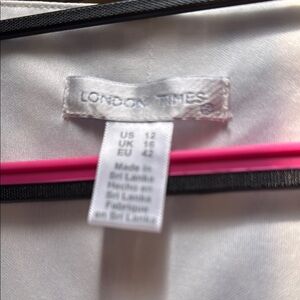 LONDON TIMES
US 12
UK 16
EU 42
Made in
Sri Lanka
Hecho en
Sri Lanka
Fabriqué
en Sri Lanka